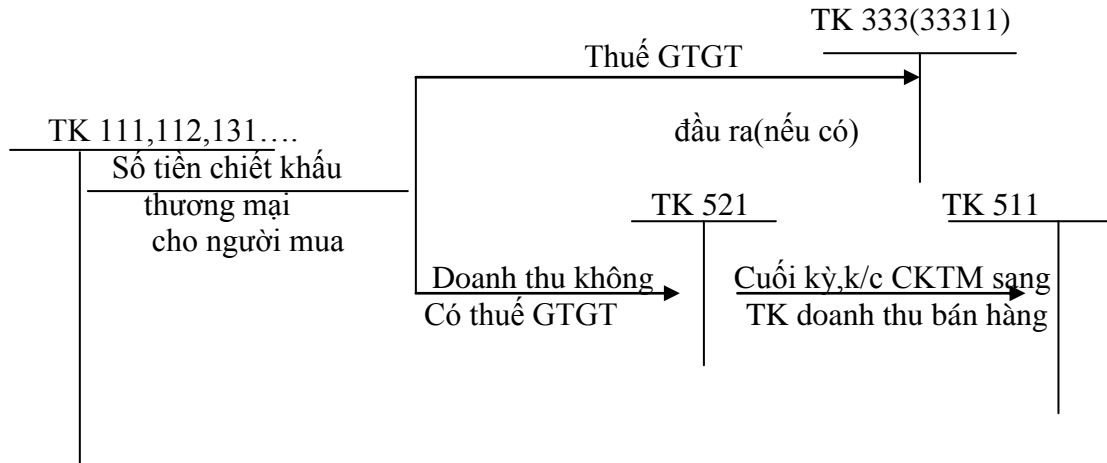 TK 333(33311)
Thuế GTGT
đầu ra(nếu có)
TK 111,112,131….
Số tiền chiết khấu
thương mại
cho người mua
TK 521
TK 511
Doanh thu không
Có thuế GTGT
Cuối kỳ,k/c CKTM sang
TK doanh thu bán hàng